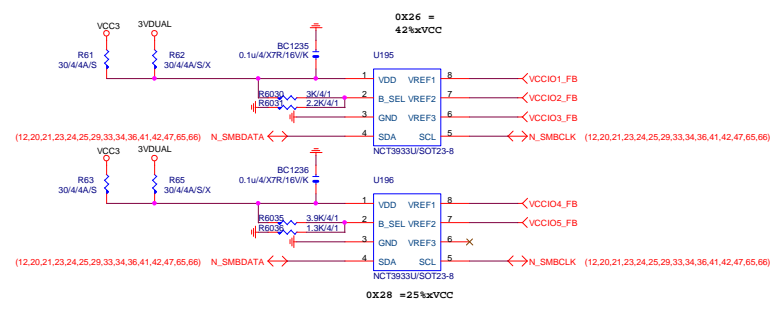 0X26 =
42%xVCC
VCC3
3VDUAL
R61
30/4/4A/S
R62
30/4/4A/S/X
BC1235
0.1u/4/X7R/16V/K
U195
R6030
3K/4/1
R6031
2.2K/4/1
1
VDD
VREF1
8
VCCIO1_FB
2
B_SEL
VREF2
7
VCCIO2_FB
3
GND
VREF3
6
VCCIO3_FB
(12,20,21,23,24,25,29,33,34,36,41,42,47,65,66)
N_SMBDATA
4
SDA
SCL
5
N_SMBCLK
(12,20,21,23,24,25,29,33,34,36,41,42,47,65,66)
NCT3933U/SOT23-8
VCC3
3VDUAL
R63
30/4/4A/S
R65
30/4/4A/S/X
BC1236
0.1u/4/X7R/16V/K
U196
R6035
3.9K/4/1
R6036
1.3K/4/1
1
VDD
VREF1
8
VCCIO4_FB
2
B_SEL
VREF2
7
VCCIO5_FB
3
GND
VREF3
6
(12,20,21,23,24,25,29,33,34,36,41,42,47,65,66)
N_SMBDATA
4
SDA
SCL
5
N_SMBCLK
(12,20,21,23,24,25,29,33,34,36,41,42,47,65,66)
NCT3933U/SOT23-8
0X28 =25%xVCC